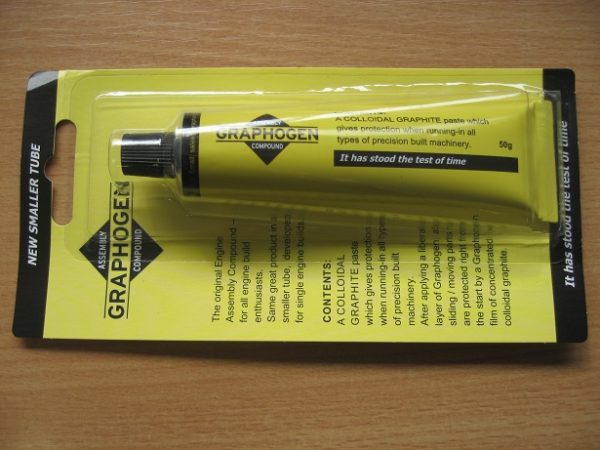 NEW SMALLER TUBE
ASSEMBLY
GRAPHOGEN
COMPOUND
GRAPHOGEN
COMPOUND
A COLLOIDAL GRAPHITE paste which
gives protection when running-in all
types of precision built machinery.
50g
It has stood the test of time
The original Engine
Assembly Compound –
for all engine build
enthusiasts.
Same great product in a
smaller tube, developed
for single engine builds.
CONTENTS:
A COLLOIDAL
GRAPHITE paste
which gives protection
when running-in all types
of precision built
machinery.
After applying a liberal
layer of Graphogen, all
sliding / moving parts
are protected right from
the start by a Graphogen
film of concentrated
colloidal graphite.
It has stood the test of time